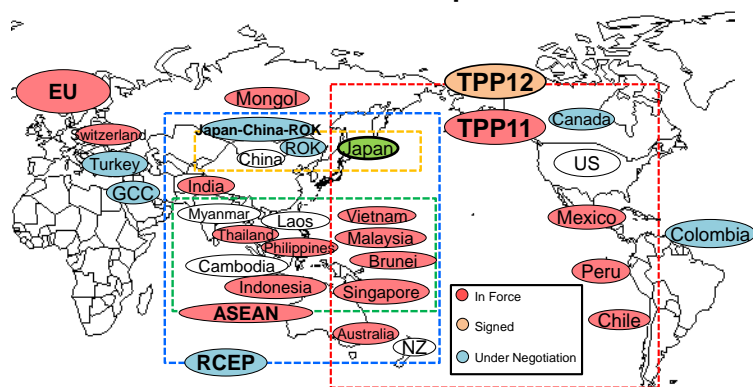 TPP12
EU
Mongol
TPP11
Canada
Switzerland
Japan-China-ROK
ROK
Japan
China
US
Turkey
GCC
India
Myanmar
Laos
Vietnam
Mexico
Thailand
Philippines
Malaysia
Colombia
Cambodia
Brunei
Peru
Indonesia
Singapore
In Force
ASEAN
Signed
Chile
Australia
NZ
RCEP
Under Negotiation